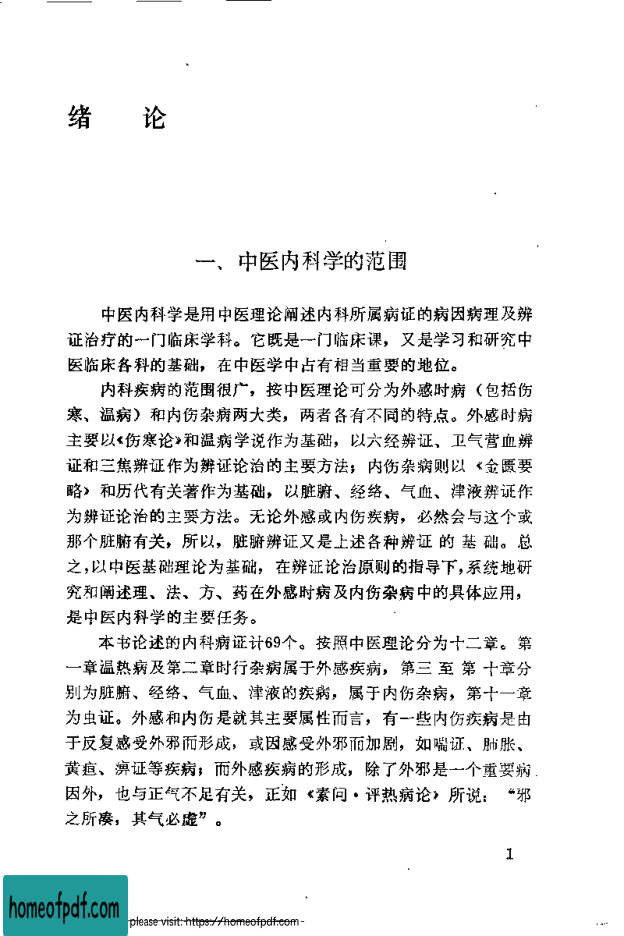 绪 论
一、中医内科学的范围
中医内科学是用中医理论阐述内科所属病证的病因病理及辨
证治疗的一门临床学科。它既是一门临床课，又是学习和研究中
医临床各科的基础，在中医学中占有相当重要的地位。
内科疾病的范围很广，按中医理论可分为外感时病（包括伤
寒、温病）和内伤杂病两大类，两者各有不同的特点。外感时病
主要以《伤寒论》和温病学说作为基础，以六经辨证、卫气营血辨
证和三焦辨证作为辨证论治的主要方法；内伤杂病则以《金匮要
略》和历代有关著作为基础，以脏腑、经络、气血、津液辨证作
为辨证论治的主要方法。无论外感或内伤疾病，必然会与这个或
那个脏腑有关，所以，脏腑辨证又是上述各种辨证 的 基 础。总
之，以中医基础理论为基础，在辨证论治原则的指导下，系统地研
究和阐述理、法、方、药在外感时病及内伤杂病中的具体应用，
是中医内科学的主要任务。
本书论述的内科病证计69个。按照中医理论分为十二章。第
一章温热病及第二章时行杂病属于外感疾病，第三 至 第 十章分
别为脏腑、经络、气血、津液的疾病，属于内伤杂病，第十一章
为虫证。外感和内伤是就其主要属性而言，有一些内伤疾病是由
于反复感受外邪而形成，或因感受外邪而加剧，如喘证、肺胀、
黄疸、痹证等疾病；而外感疾病的形成，除了外邪是一个重要病
因外，也与正气不足有关，正如《素问·评热病论》所说：“邪
之所凑，其气必虚”。
1
homeofpdf.com
please visit: https://homeofpdf.com -